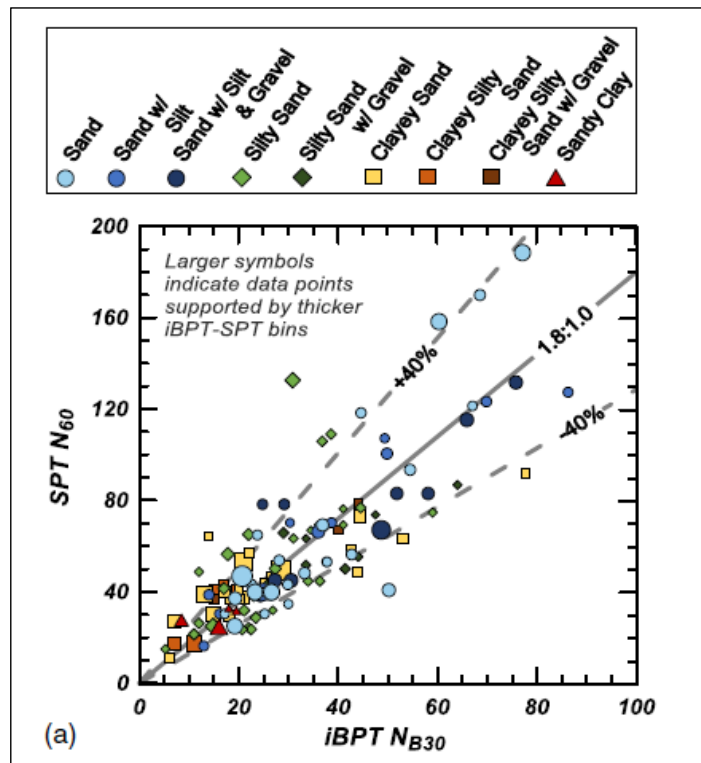 Sand
Sand w/
Silt
Sand w/ Silt
& Gravel
Silty Sand
Silty Sand
w/ Gravel
Clayey Sand
Clayey Silty
Sand
Clayey Silty
Sand w/ Gravel
Sandy Clay
200
Larger symbols
indicate data points
supported by thicker
iBPT-SPT bins
160
+40%
1.8:1.0
120
-40%
SPT N60
80
40
0
0 20 40 60 80 100
(a)
iBPT NB30